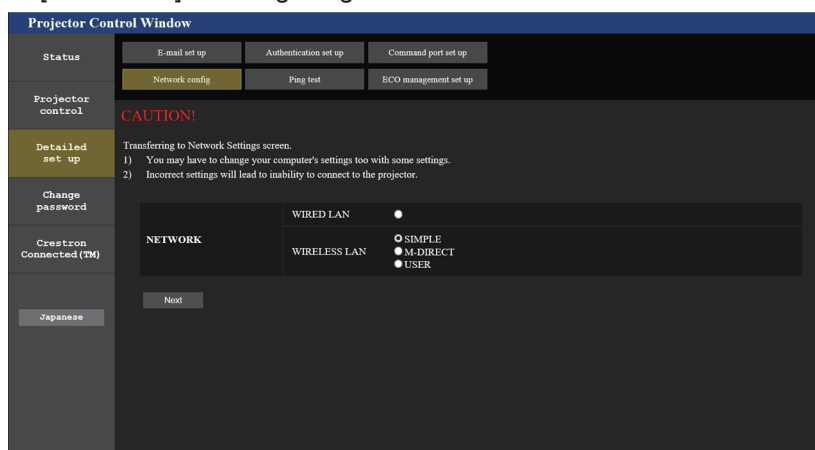 Projector Control Window
Status
Projector
control
Detailed
set up
Change
password
Crestron
Connected(TM)
Japanese
E-mail set up
Authentication set up
Command port set up
Network config
Ping test
ECO management set up
CAUTION!
Transferring to Network Settings screen.
1) You may have to change your computer's settings too with some settings.
2) Incorrect settings will lead to inability to connect to the projector.
NETWORK
WIRED LAN
WIRELESS LAN
SIMPLE
M-DIRECT
USER
Next